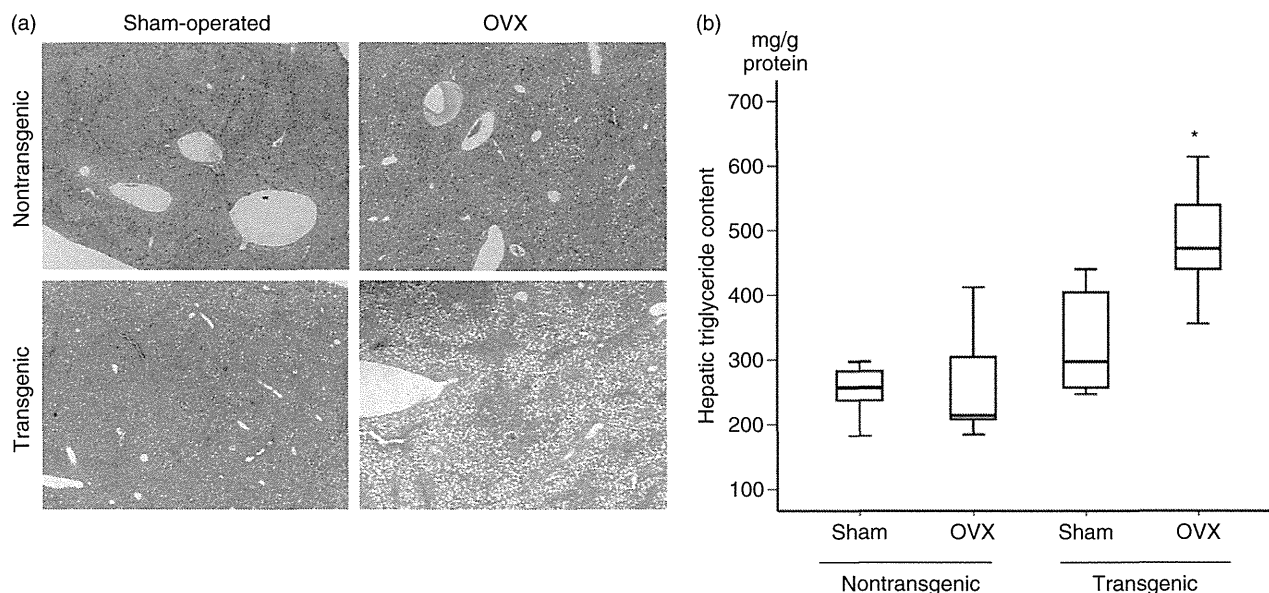 (a)
Sham-operated
OVX
Nontransgenic
Transgenic
(b)
mg/g
protein
Hepatic triglyceride content
700
600
500
400
300
200
100
*
Sham
OVX
Sham
OVX
Nontransgenic
Transgenic